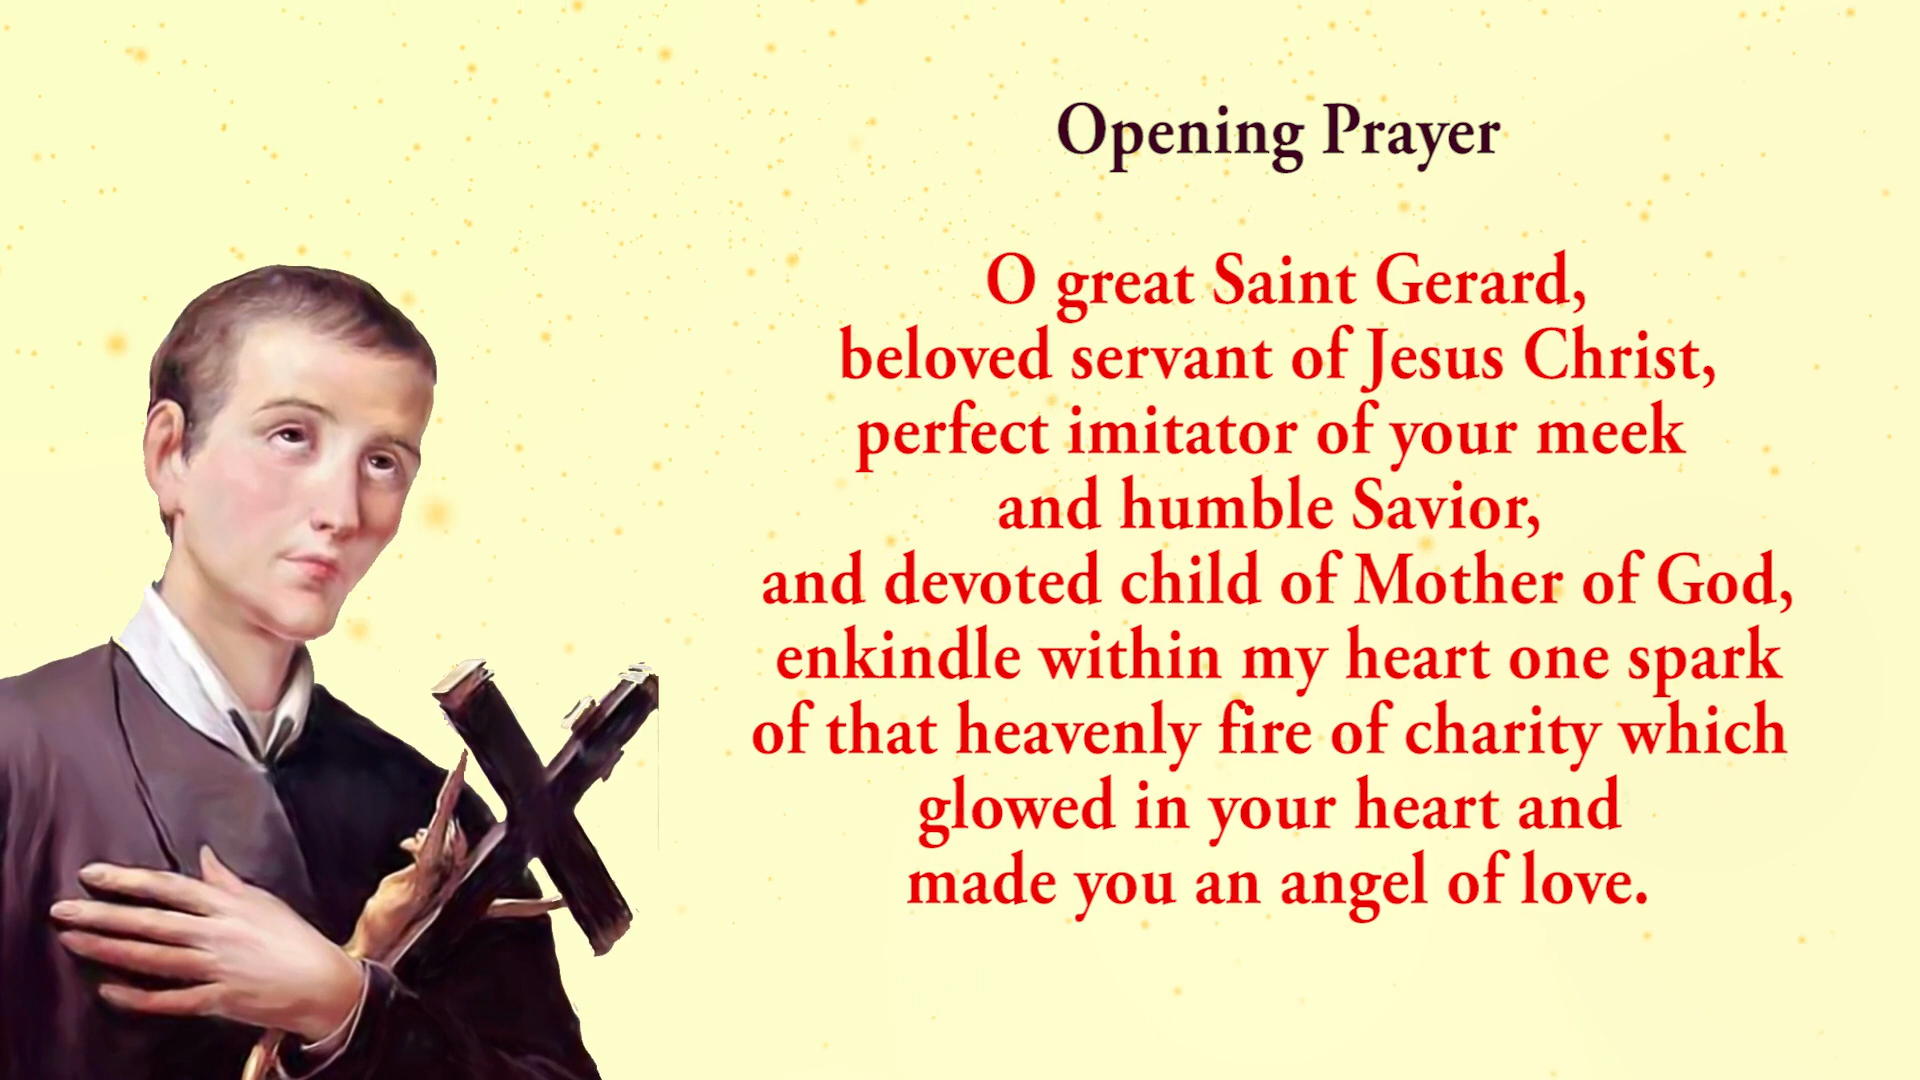 Opening Prayer
O great Saint Gerard,
beloved servant of Jesus Christ,
perfect imitator of your meek
and humble Savior,
and devoted child of Mother of God,
enkindle within my heart one spark
of that heavenly fire of charity which
glowed in your heart and
made you an angel of love.